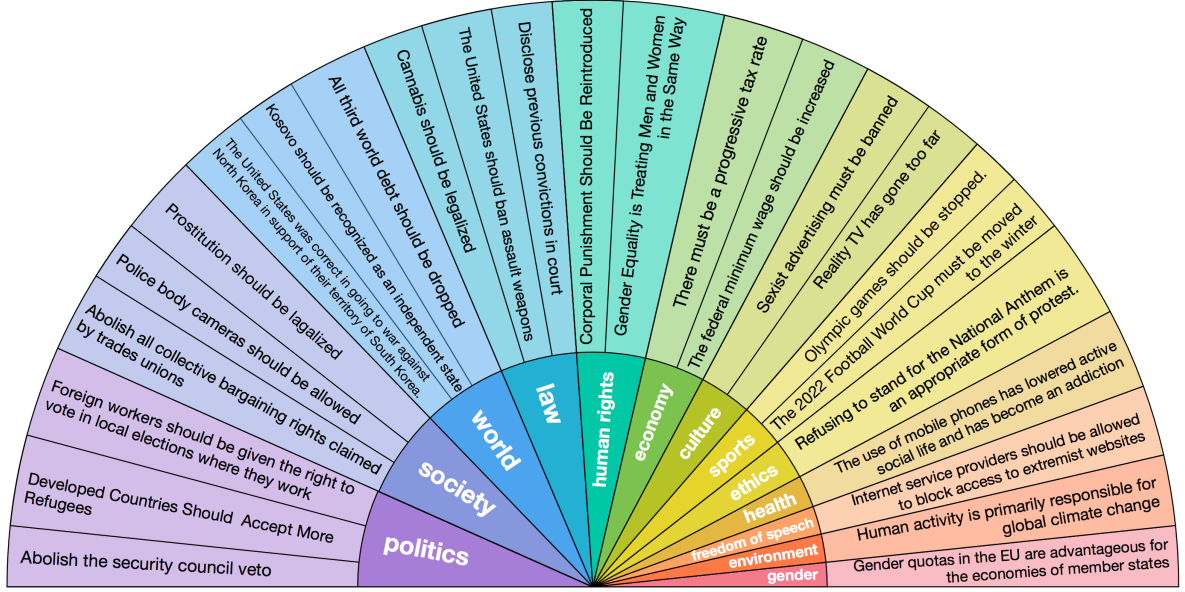 politics
Abolish the security council veto
Developed Countries Should Accept More
Refugees
Foreign workers should be given the right to
vote in local elections where they work
society
Abolish all collective bargaining rights claimed
by trades unions
Police body cameras should be allowed
Prostitution should be lagalized
world
The United States was correct in going to war against
North Korea in support of their territory of South Korea.
Kosovo should be recognized as an independent state
All third world debt should be dropped
law
Cannabis should be legalized
The United States should ban assault weapons
Disclose previous convictions in court
human rights
Corporal Punishment Should Be Reintroduced
Gender Equality is Treating Men and Women
in the Same Way
economy
There must be a progressive tax rate
The federal minimum wage should be increased
culture
Sexist advertising must be banned
Reality TV has gone too far
sports
Olympic games should be stopped.
The 2022 Football World Cup must be moved
to the winter
ethics
Refusing to stand for the National Anthem is
an appropriate form of protest.
health
The use of mobile phones has lowered active
social life and has become an addiction
freedom of speech
Internet service providers should be allowed
to block access to extremist websites
environment
Human activity is primarily responsible for
global climate change
gender
Gender quotas in the EU are advantageous for
the economies of member states